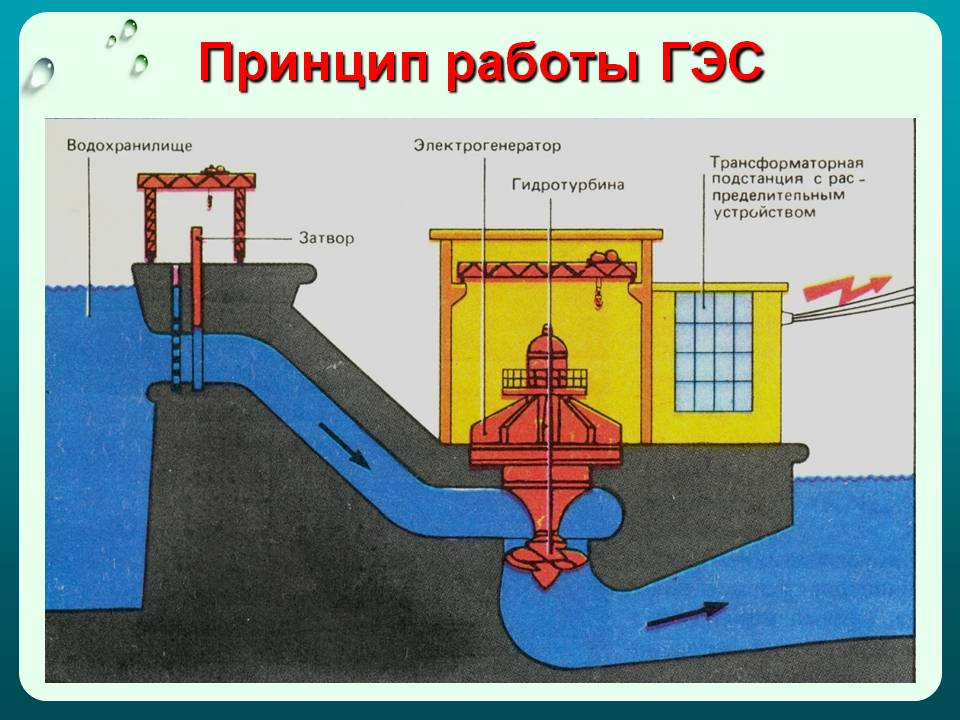 Принцип работы ГЭС
Водохранилище
Электрогенератор
Гидротурбина
Трансформаторная
подстанция с рас -
пределительным
устройством
Затвор